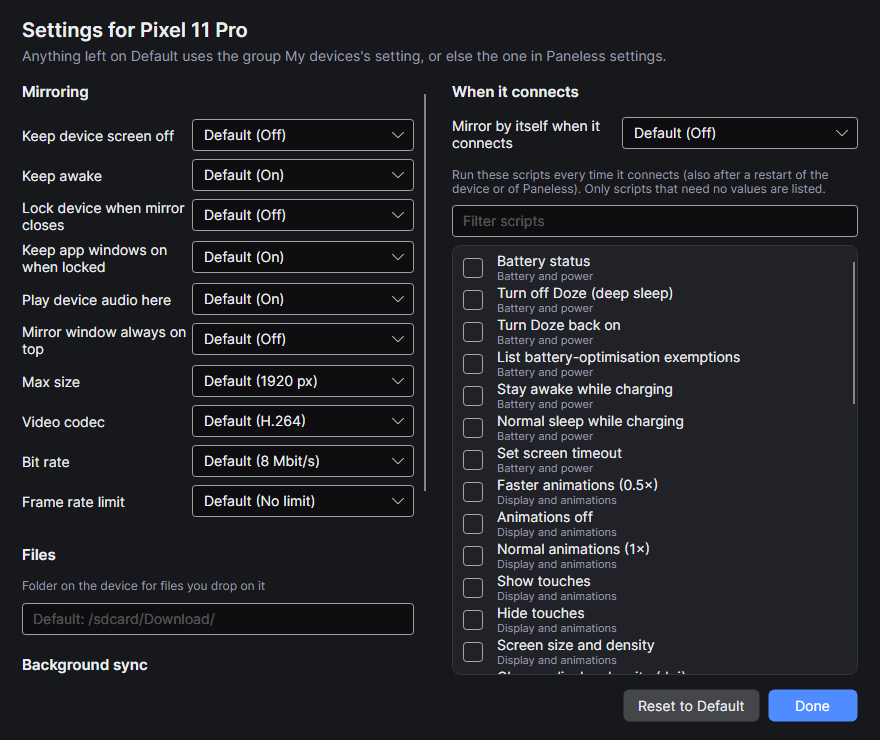 Settings for Pixel 11 Pro
Anything left on Default uses the group My devices's setting, or else the one in Paneless settings.
Mirroring
Keep device screen off
Default (Off)
Keep awake
Default (On)
Lock device when mirror
closes
Default (Off)
Keep app windows on
when locked
Default (On)
Play device audio here
Default (On)
Mirror window always on
top
Default (Off)
Max size
Default (1920 px)
Video codec
Default (H.264)
Bit rate
Default (8 Mbit/s)
Frame rate limit
Default (No limit)
Files
Folder on the device for files you drop on it
Default: /sdcard/Download/
Background sync
When it connects
Mirror by itself when it
connects
Default (Off)
Run these scripts every time it connects (also after a restart of the
device or of Paneless). Only scripts that need no values are listed.
Filter scripts
Battery status
Battery and power
Turn off Doze (deep sleep)
Battery and power
Turn Doze back on
Battery and power
List battery-optimisation exemptions
Battery and power
Stay awake while charging
Battery and power
Normal sleep while charging
Battery and power
Set screen timeout
Battery and power
Faster animations (0.5×)
Display and animations
Animations off
Display and animations
Normal animations (1×)
Display and animations
Show touches
Display and animations
Hide touches
Display and animations
Screen size and density
Display and animations
Reset to Default
Done